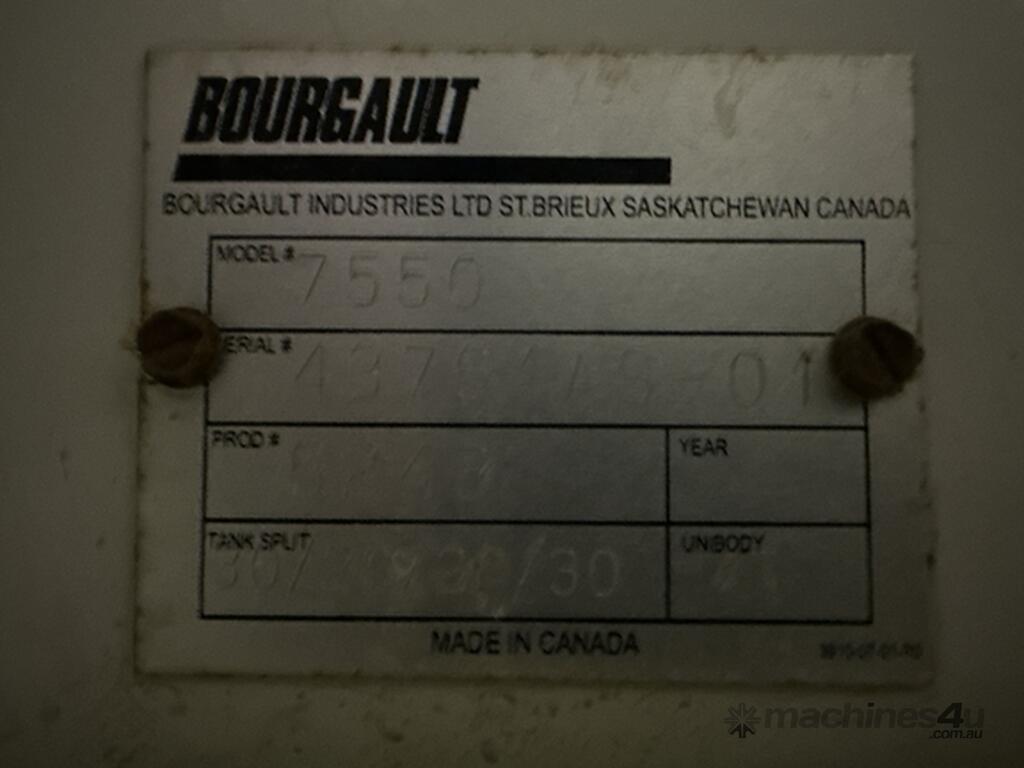 BOURGAULT
BOURGAULT INDUSTRIES LTD ST.BRIEUX SASKATCHEWAN CANADA
MODEL # 7550
SERIAL #
PROD #
YEAR
TANK SPLIT
UNIBODY
MADE IN CANADA
machines4u
.com.au